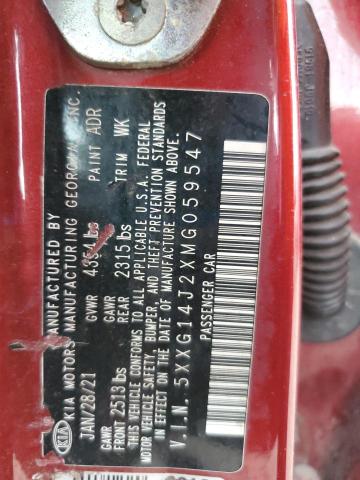 MANUFACTURED BY
KIA KIA MOTORS MANUFACTURING GEORGIA, INC.
JAN/28/21 GVWR 4354 lbs PAINT ADR
GAWR GAWR
FRONT 2513 lbs REAR 2315 lbs TRIM WK
THIS VEHICLE CONFORMS TO ALL APPLICABLE U.S.A. FEDERAL
MOTOR VEHICLE SAFETY, BUMPER, AND THEFT PREVENTION STANDARDS
IN EFFECT ON THE DATE OF MANUFACTURE SHOWN ABOVE.
V.I.N. 5XXG14J2XMG059547
PASSENGER CAR